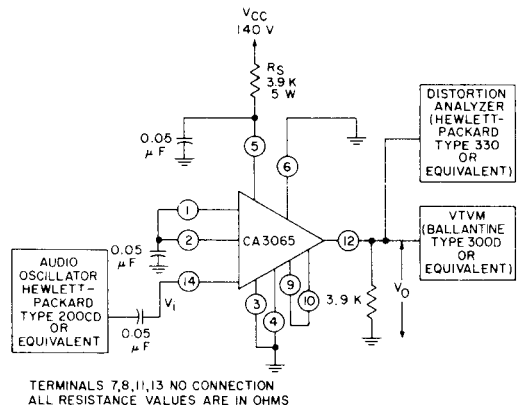 VCC
140 V
RS
3.9 K
5 W
0.05
μF
5
6
DISTORTION
ANALYZER
(HEWLETT-
PACKARD
TYPE 330
OR
EQUIVALENT)
1
2
CA3065
12
VTVM
(BALLANTINE
TYPE 300D
OR
EQUIVALENT)
0.05
μF
14
AUDIO
OSCILLATOR
HEWLETT-
PACKARD
TYPE 200CD
OR
EQUIVALENT
Vi
0.05
μF
3
4
9
10
3.9 K
VO
TERMINALS 7,8,11,13 NO CONNECTION
ALL RESISTANCE VALUES ARE IN OHMS